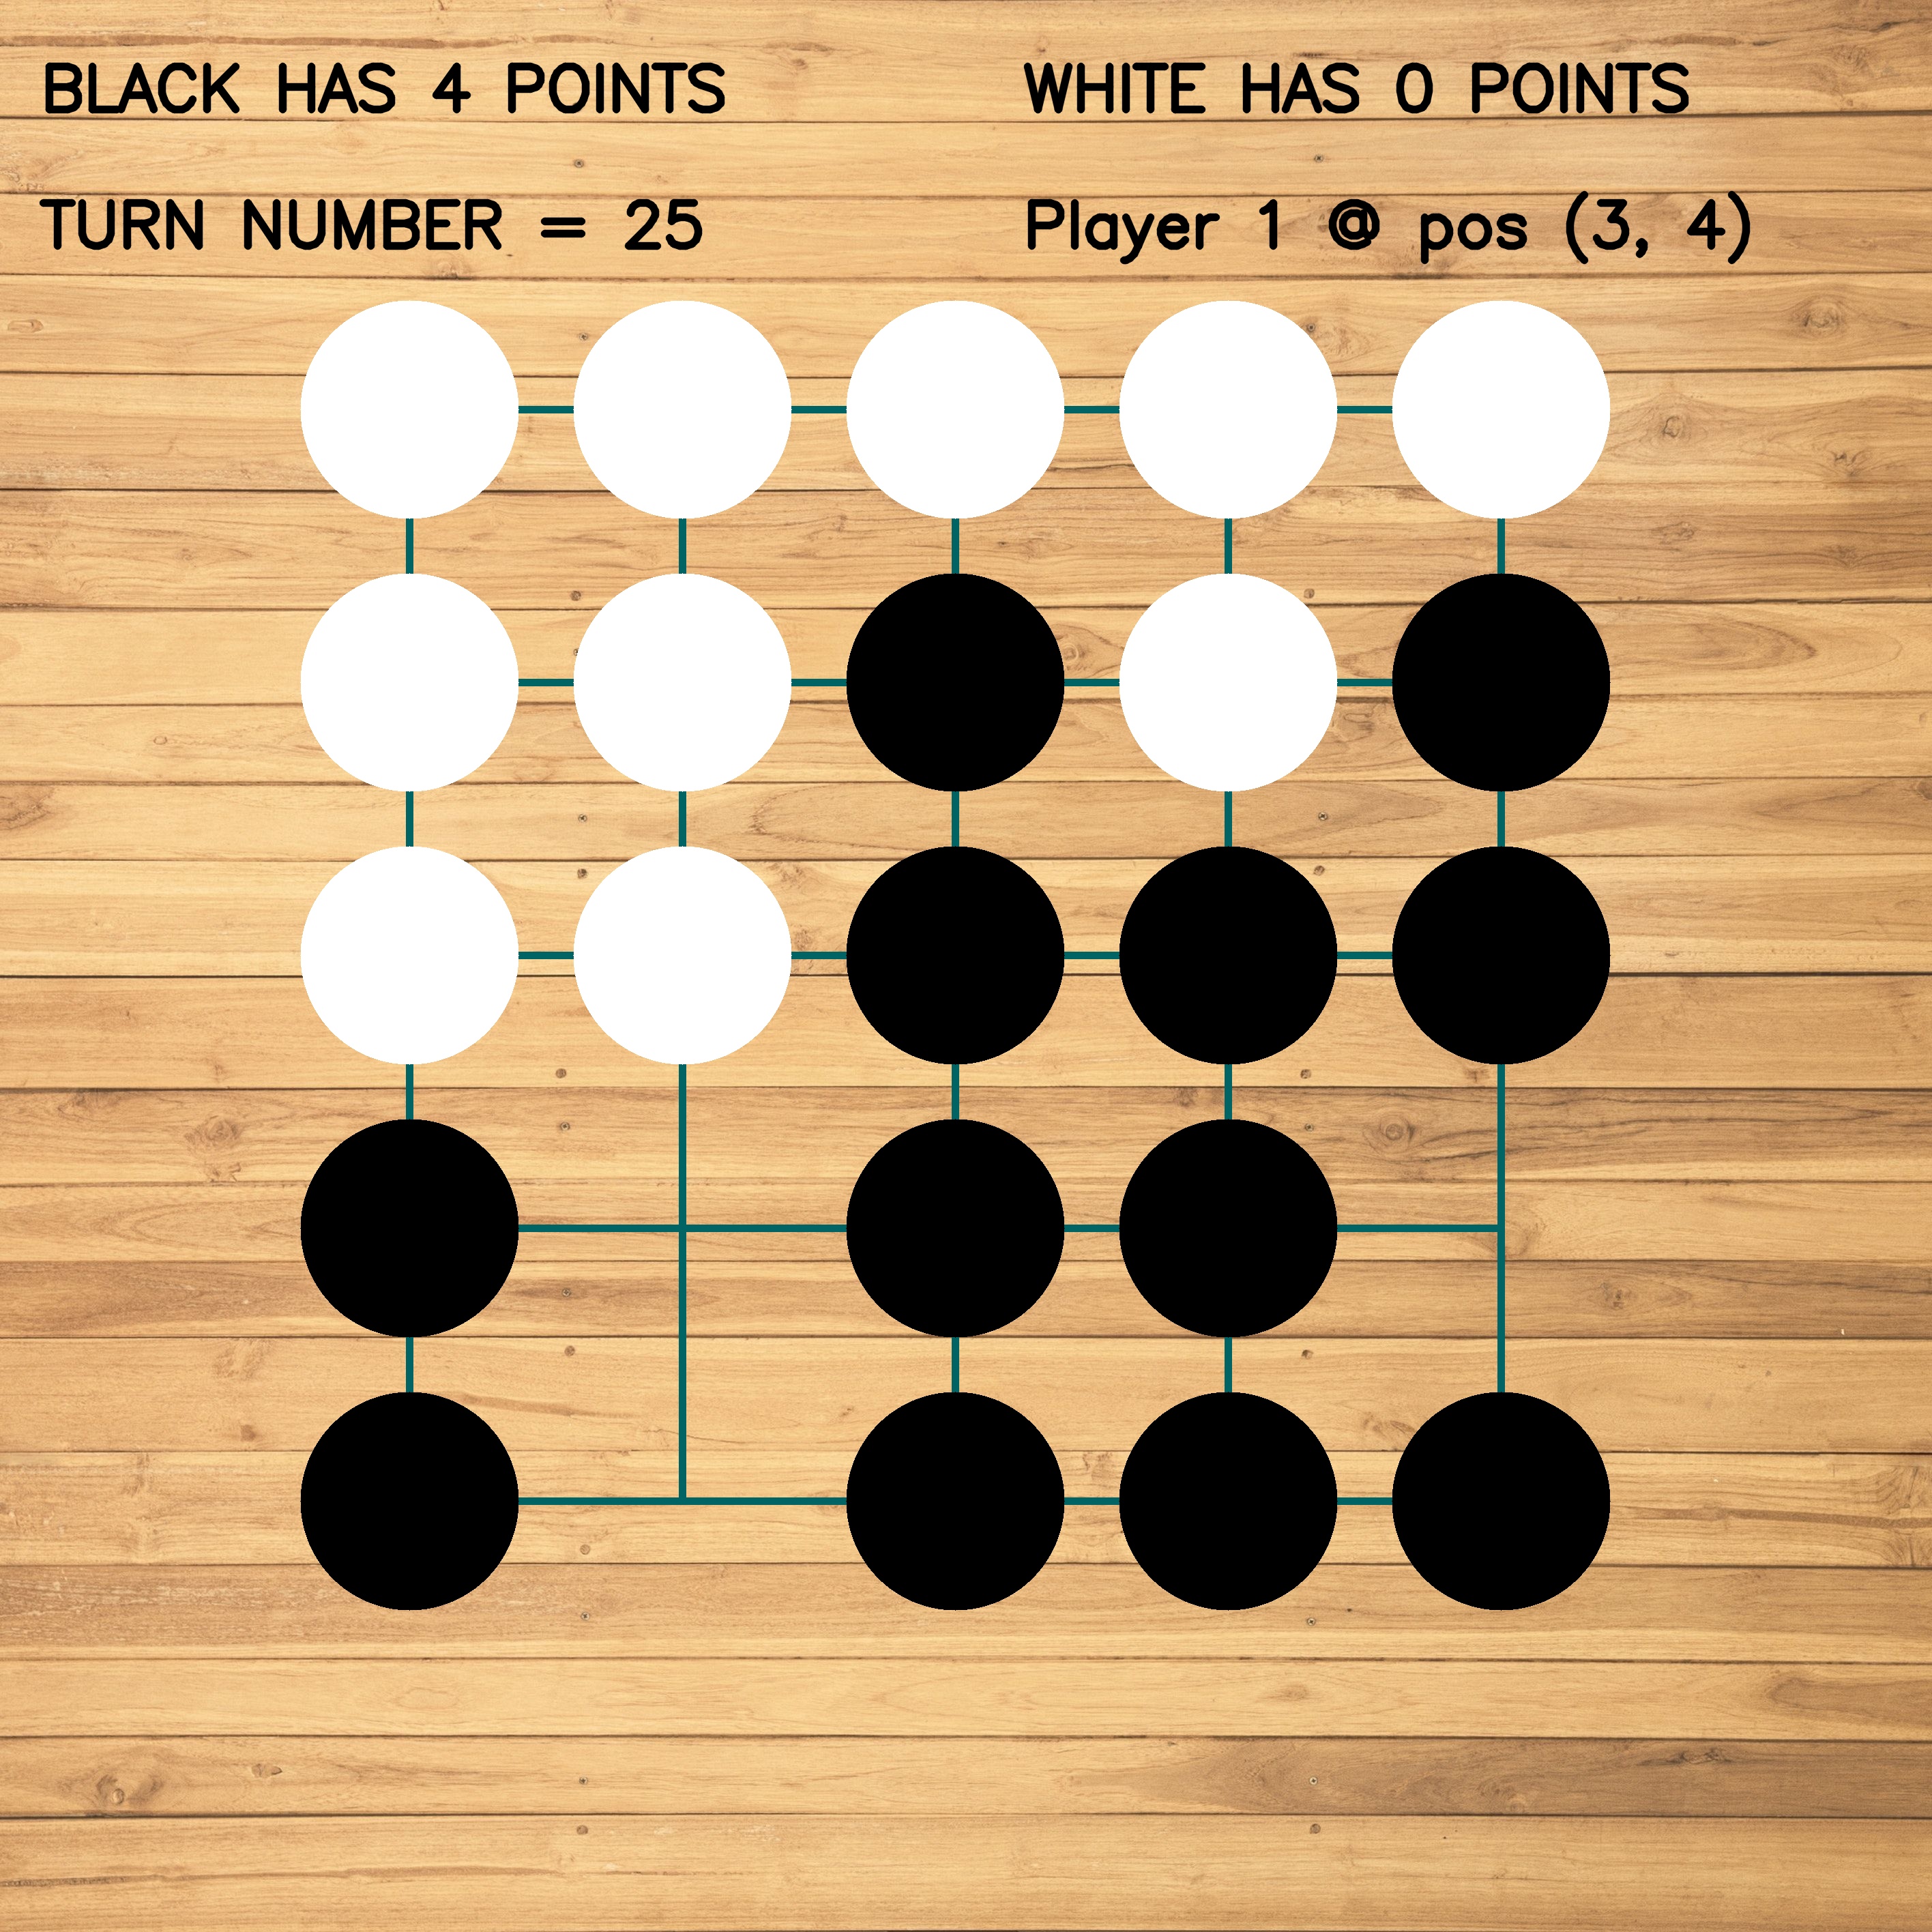 BLACK HAS 4 POINTS
WHITE HAS 0 POINTS
TURN NUMBER = 25
Player 1 @ pos (3, 4)